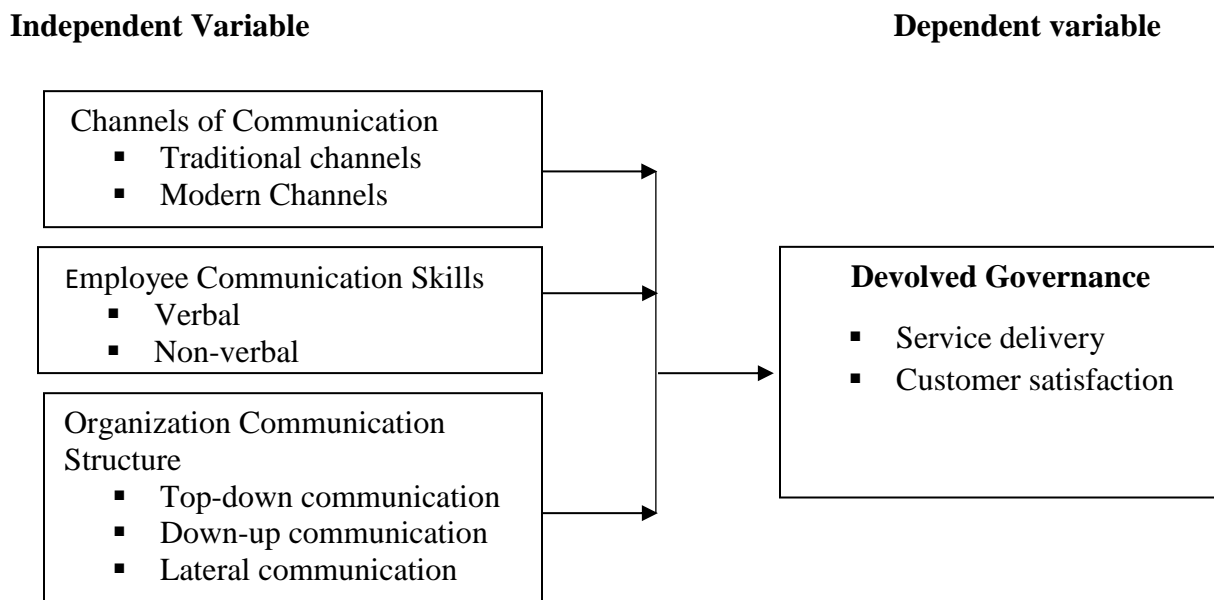 Independent Variable
Dependent variable
Channels of Communication
▪ Traditional channels
▪ Modern Channels
Employee Communication Skills
▪ Verbal
▪ Non-verbal
Organization Communication
Structure
▪ Top-down communication
▪ Down-up communication
▪ Lateral communication
Devolved Governance
▪ Service delivery
▪ Customer satisfaction